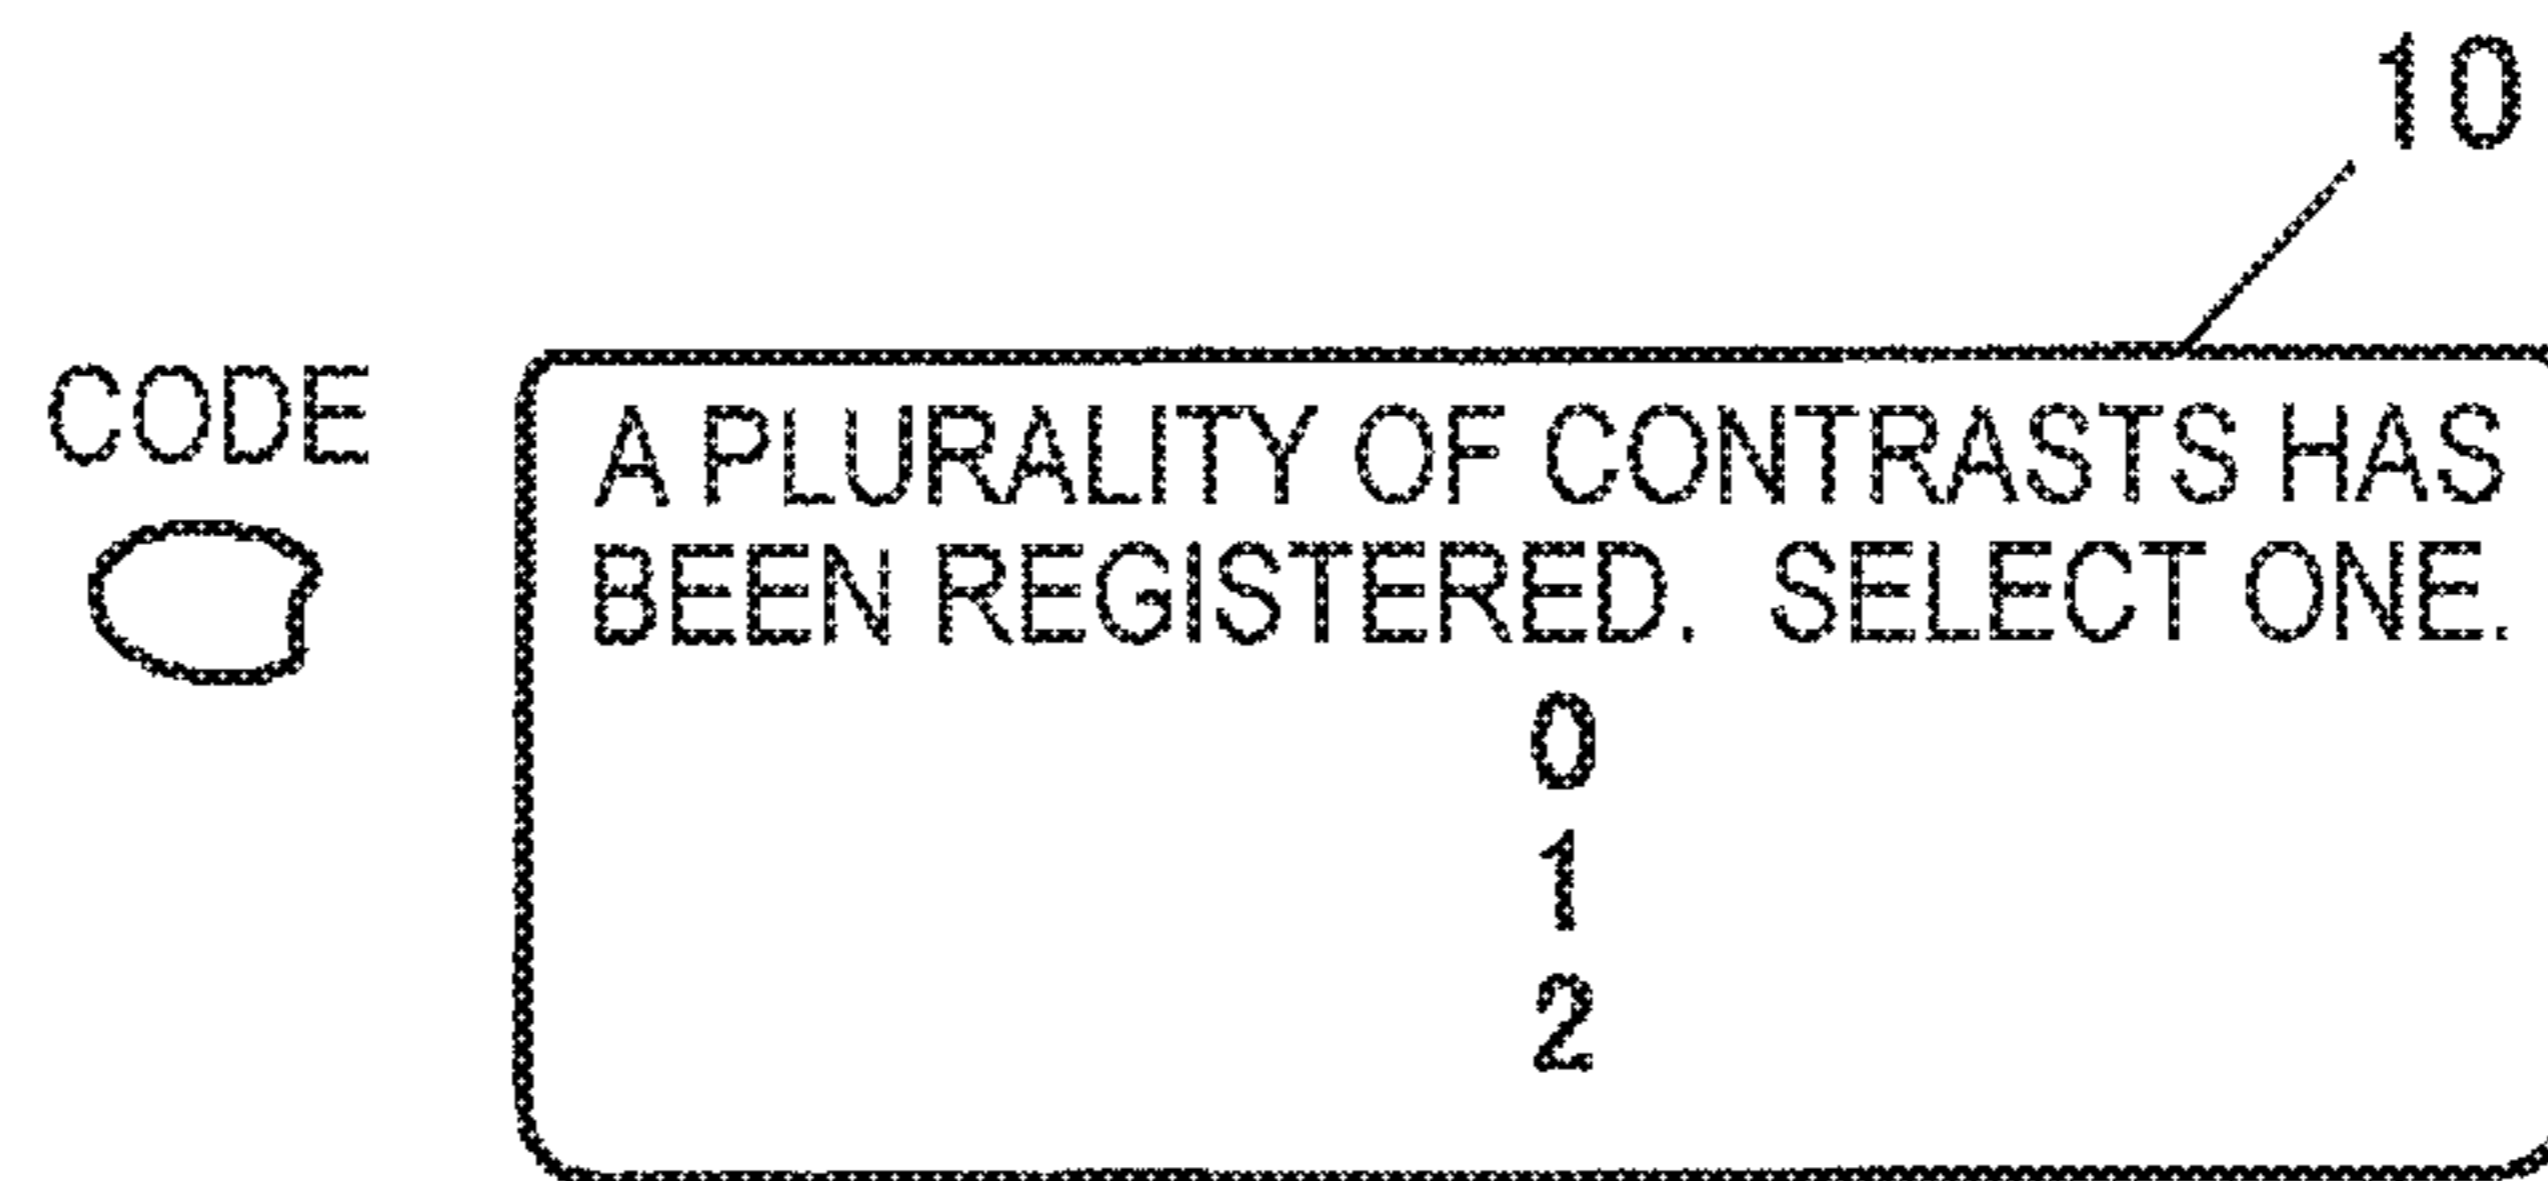 10
CODE
A PLURALITY OF CONTRASTS HAS
BEEN REGISTERED. SELECT ONE.
0
1
2